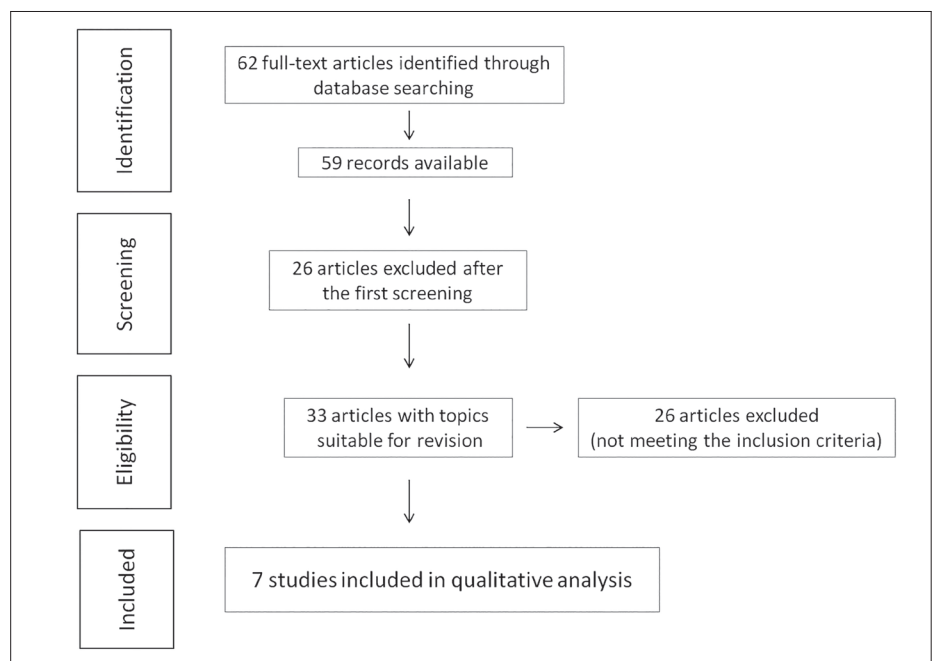 Identification
62 full-text articles identified through
database searching
59 records available
Screening
26 articles excluded after
the first screening
Eligibility
33 articles with topics
suitable for revision
26 articles excluded
(not meeting the inclusion criteria)
Included
7 studies included in qualitative analysis